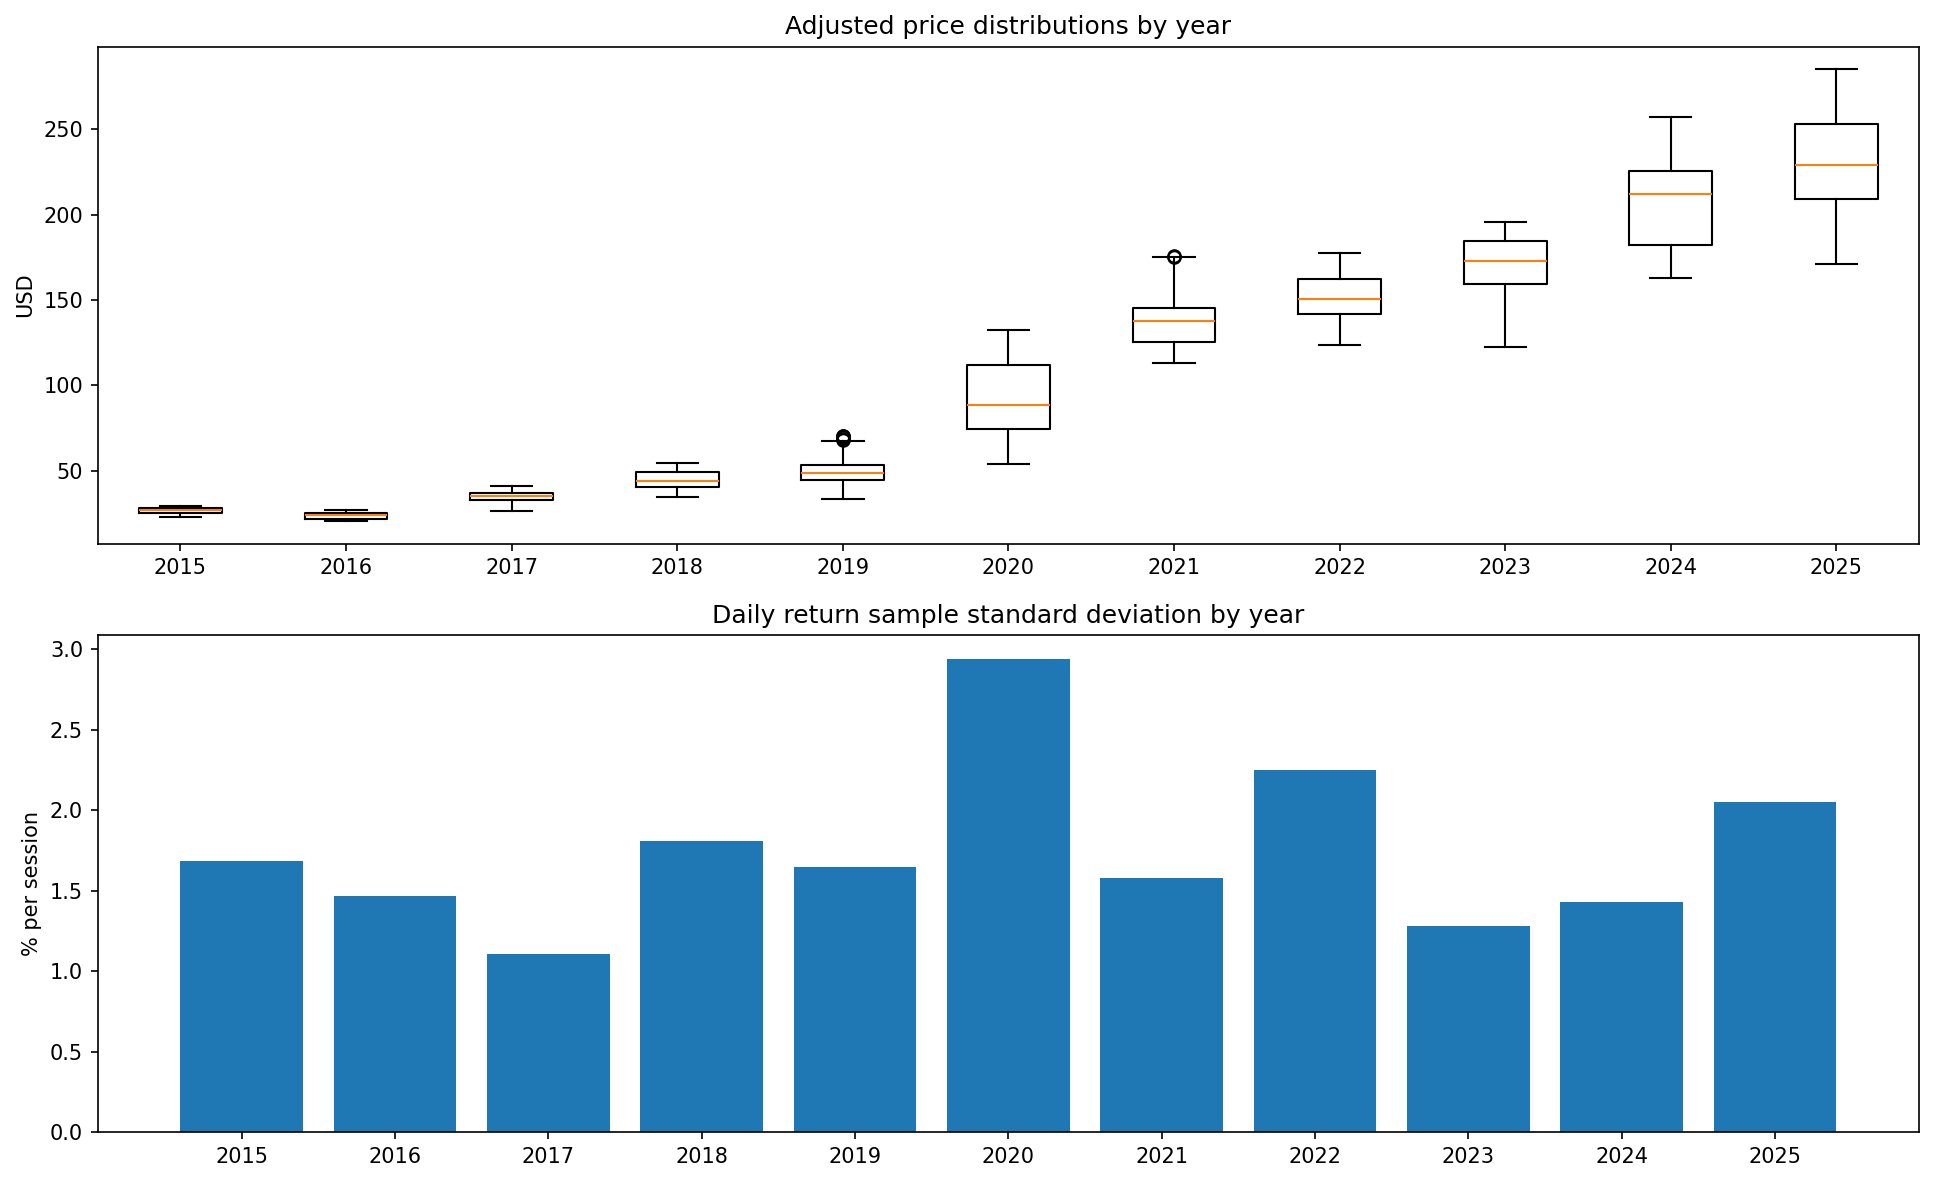 Adjusted price distributions by year
USD
250
200
150
100
50
2015 2016 2017 2018 2019 2020 2021 2022 2023 2024 2025
Daily return sample standard deviation by year
% per session
3.0
2.5
2.0
1.5
1.0
0.5
0.0
2015 2016 2017 2018 2019 2020 2021 2022 2023 2024 2025